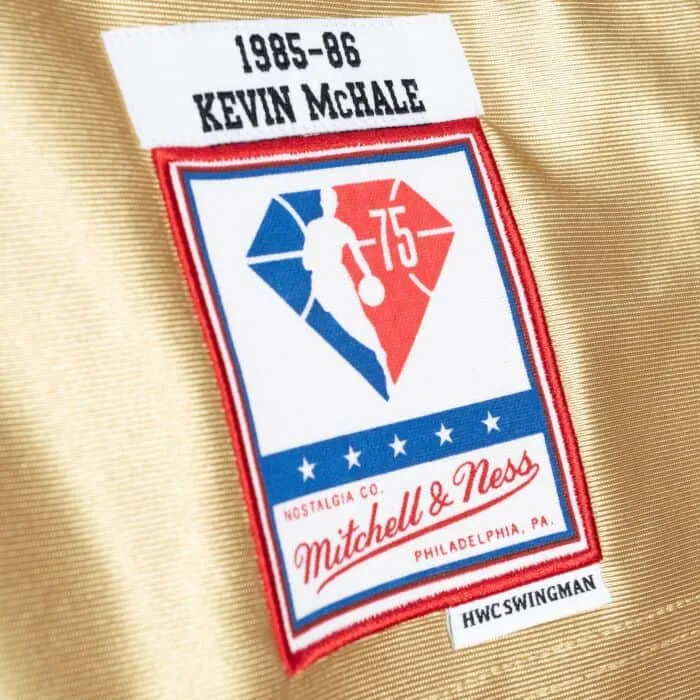 1985-86
KEVIN McHALE
75
NOSTALGIA CO.
Mitchell & Ness
PHILADELPHIA, PA.
HWC SWINGMAN